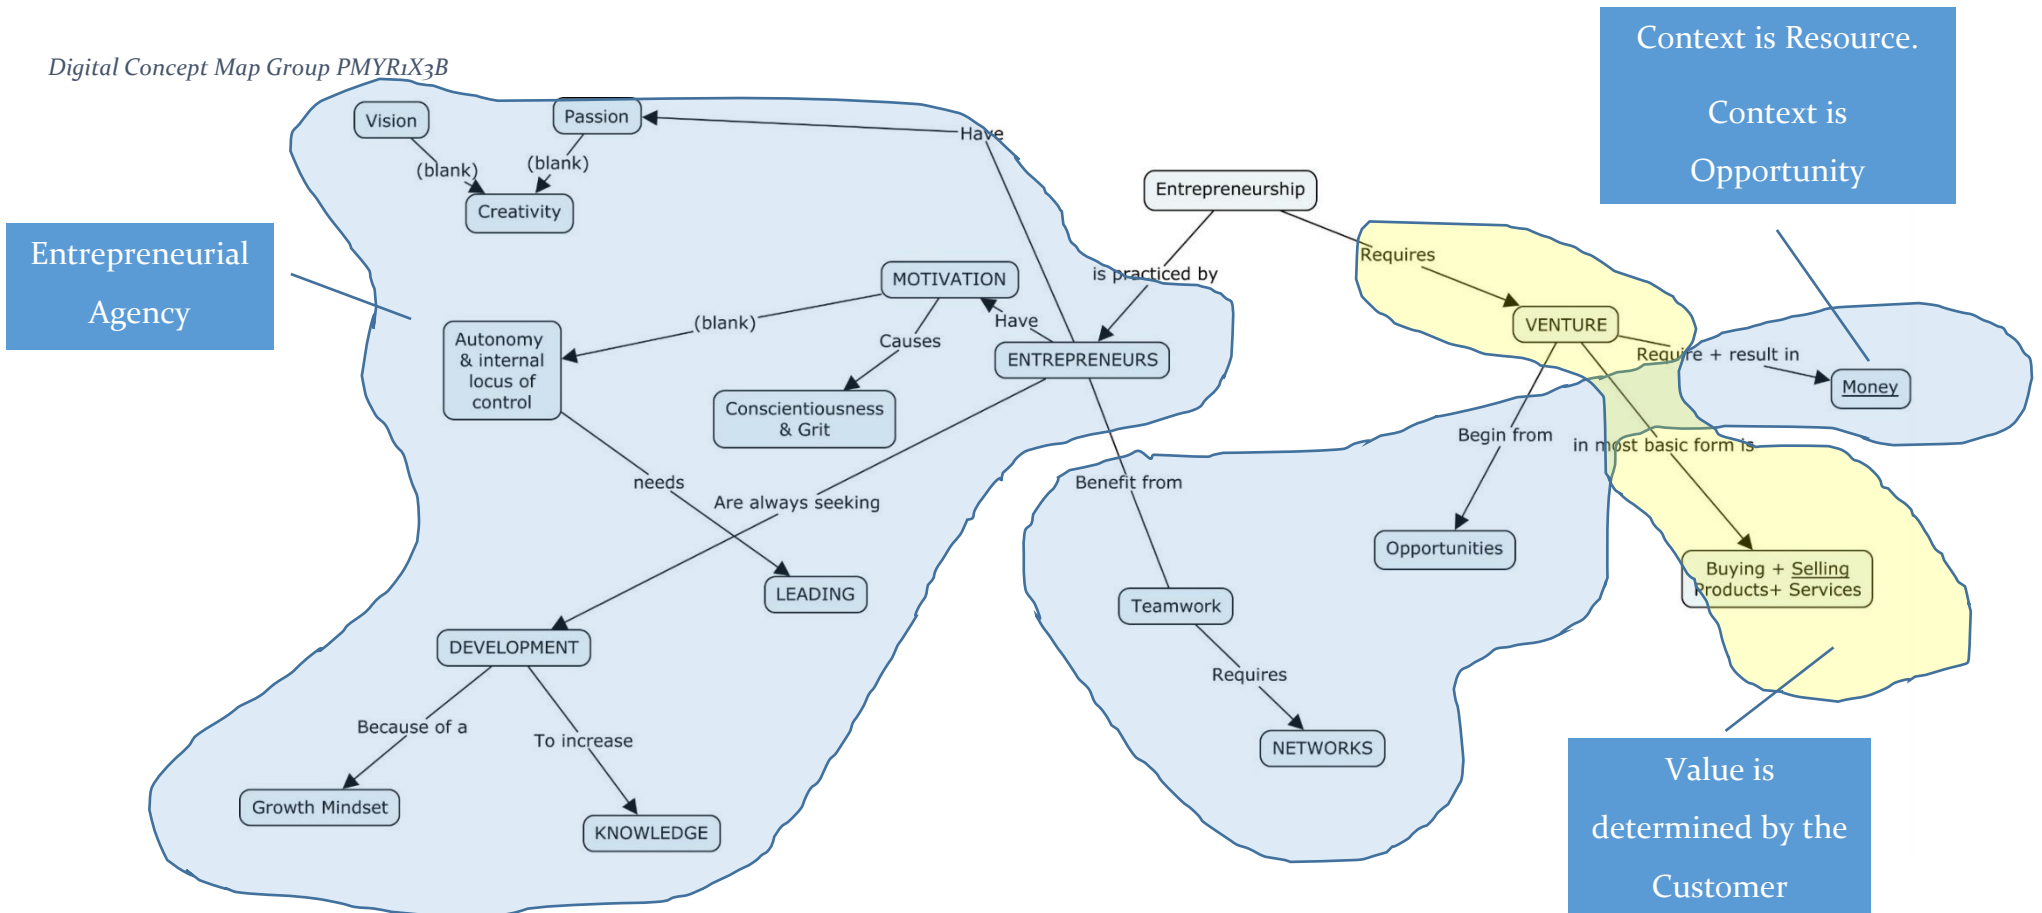 Digital Concept Map Group PMYR1X3B
Context is Resource.
Context is
Opportunity
Vision
Passion
Have
(blank)
(blank)
Creativity
Entrepreneurship
Entrepreneurial
Agency
Requires
is practiced by
MOTIVATION
Have
(blank)
Causes
VENTURE
Autonomy
& internal
locus of
control
ENTREPRENEURS
Require + result in
Money
Conscientiousness
& Grit
Begin from
in most basic form is
needs
Are always seeking
Benefit from
Opportunities
Buying + Selling
Products+ Services
LEADING
Teamwork
DEVELOPMENT
Requires
Because of a
To increase
NETWORKS
Growth Mindset
KNOWLEDGE
Value is
determined by the
Customer